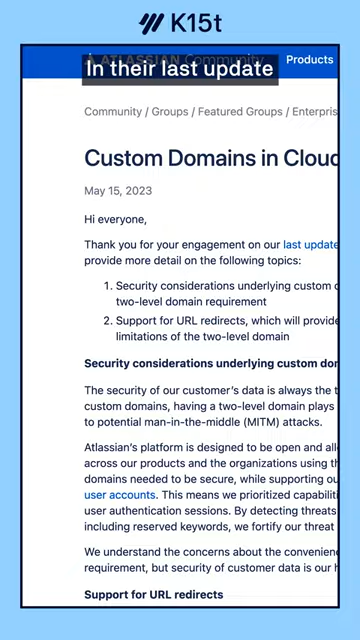 K15t
ATLASSIAN Community
Products
In their last update
Community / Groups / Featured Groups / Enterpris
Custom Domains in Cloud
May 15, 2023
Hi everyone,
Thank you for your engagement on our last update
provide more detail on the following topics:
1. Security considerations underlying custom d
two-level domain requirement
2. Support for URL redirects, which will provide
limitations of the two-level domain
Security considerations underlying custom dom
The security of our customer's data is always the t
custom domains, having a two-level domain plays
to potential man-in-the-middle (MITM) attacks.
Atlassian's platform is designed to be open and all
across our products and the organizations using th
domains needed to be secure, while supporting ou
user accounts. This means we prioritized capabilit
user authentication sessions. By detecting threats
including reserved keywords, we fortify our threat
We understand the concerns about the convenienc
requirement, but security of customer data is our h
Support for URL redirects